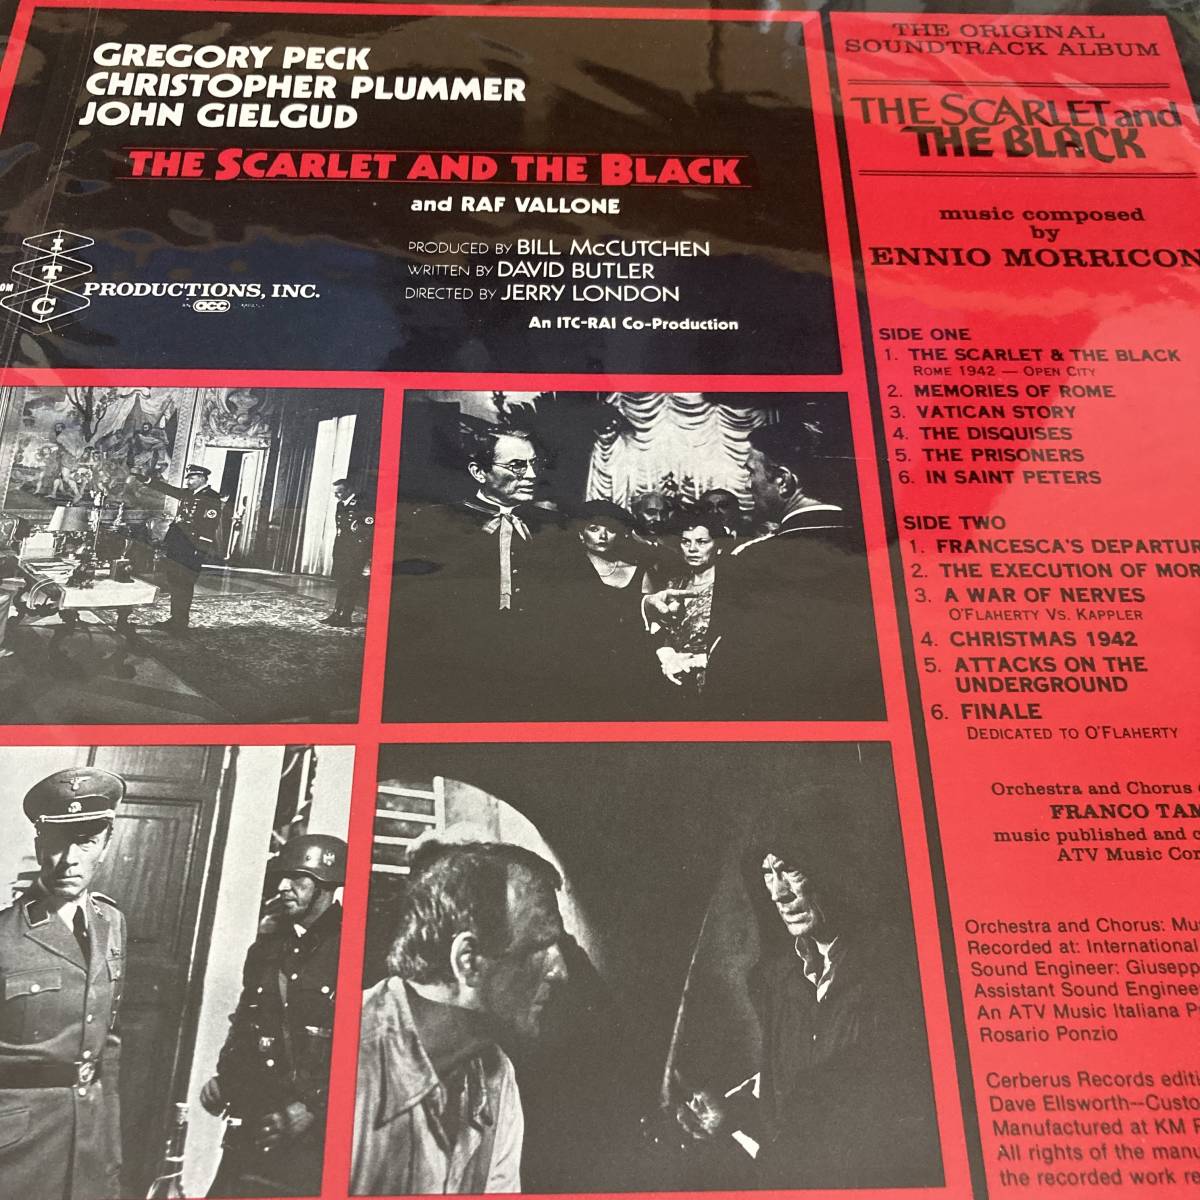 GREGORY PECK
CHRISTOPHER PLUMMER
JOHN GIELGUD
THE SCARLET AND THE BLACK
and RAF VALLONE
PRODUCED BY BILL McCUTCHEN
WRITTEN BY DAVID BUTLER
DIRECTED BY JERRY LONDON
An ITC-RAI Co-Production
OM
I
T
C
PRODUCTIONS, INC.
acc
THE ORIGINAL
SOUNDTRACK ALBUM
THE SCARLET and
THE BLACK
music composed
by
ENNIO MORRICON
SIDE ONE
1. THE SCARLET & THE BLACK
ROME 1942 — OPEN CITY
2. MEMORIES OF ROME
3. VATICAN STORY
4. THE DISQUISES
5. THE PRISONERS
6. IN SAINT PETERS
SIDE TWO
1. FRANCESCA'S DEPARTUR
2. THE EXECUTION OF MOR
3. A WAR OF NERVES
O'FLAHERTY VS. KAPPLER
4. CHRISTMAS 1942
5. ATTACKS ON THE
UNDERGROUND
6. FINALE
DEDICATED TO O'FLAHERTY
Orchestra and Chorus
FRANCO TAM
music published and c
ATV Music Cor
Orchestra and Chorus: Mu
Recorded at: International
Sound Engineer: Giusepp
Assistant Sound Enginee
An ATV Music Italiana P
Rosario Ponzio
Cerberus Records editi
Dave Ellsworth—Custo
Manufactured at KM
All rights of the manu
the recorded work re